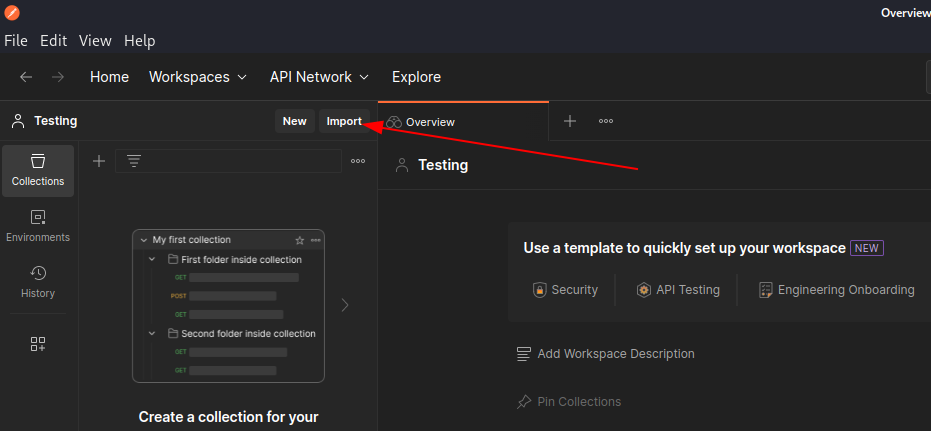 Overview
File Edit View Help
Home Workspaces API Network Explore
Testing New Import Overview
Collections
Testing
Environments
History
My first collection
First folder inside collection
GET
POST
GET
Second folder inside collection
GET
GET
Create a collection for your
Use a template to quickly set up your workspace NEW
Security API Testing Engineering Onboarding
Add Workspace Description
Pin Collections